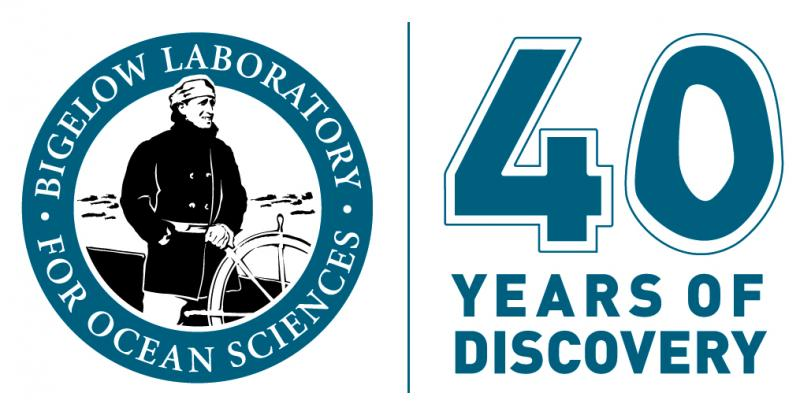 · BIGELOW LABORATORY ·
FOR OCEAN SCIENCES
40
YEARS OF
DISCOVERY